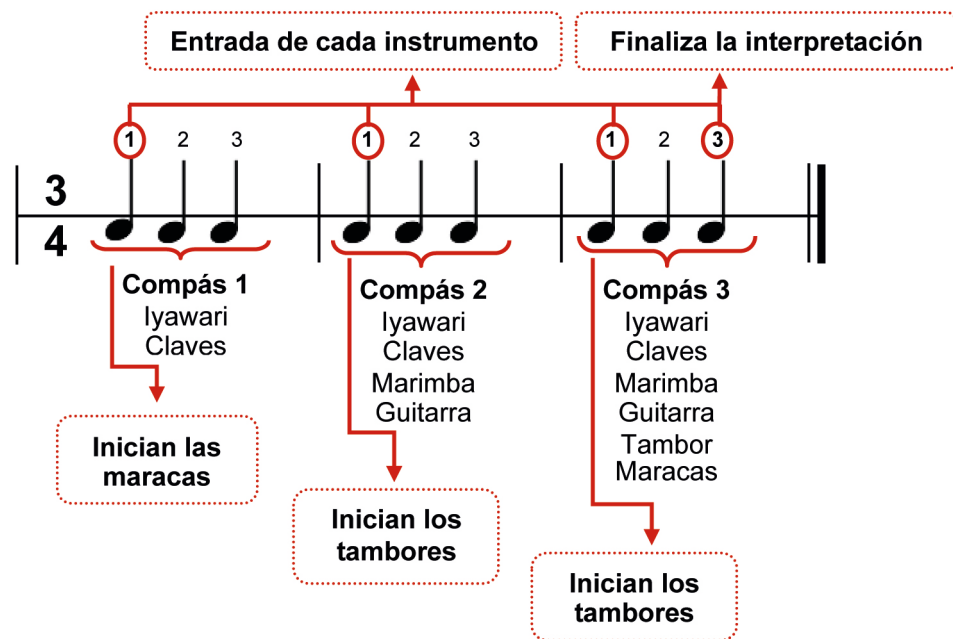 Entrada de cada instrumento
Finaliza la interpretación
1 2 3 1 2 3 1 2 3
3
4
Compás 1
Iyawari
Claves
Compás 2
Iyawari
Claves
Marimba
Guitarra
Compás 3
Iyawari
Claves
Marimba
Guitarra
Tambor
Maracas
Inician las
maracas
Inician los
tambores
Inician los
tambores